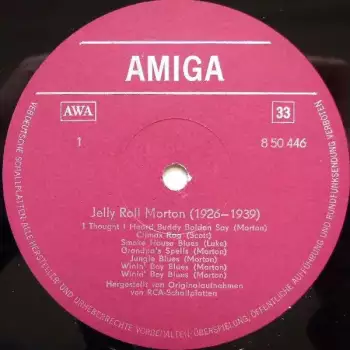 AMIGA
AWA
33
1
8 50 446
Jelly Roll Morton (1926–1939)
I Thought I Heard Buddy Bolden Say (Morton)
Climax Rag (Scott)
Smoke House Blues (Luke)
Grandpa's Spells (Morton)
Jungle Blues (Morton)
Winin' Boy Blues (Morton)
Winin' Boy Blues (Morton)
Hergestellt von Originalaufnahmen
von RCA-Schallplatten
VEB DEUTSCHE SCHALLPLATTEN ALLE HERSTELLER- UND URHEBERRECHTE VORBEHALTEN, ÜBERSPIELUNG, ÖFFENTLICHE AUFFÜHRUNG UND RUNDFUNKSENDUNG VERBOTEN